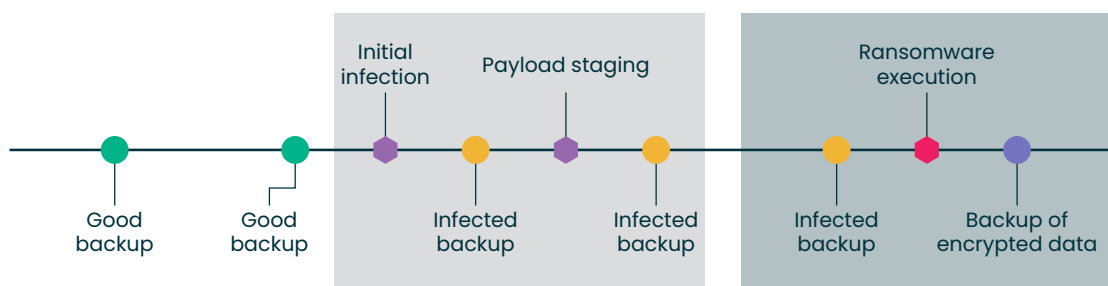 Initial
infection
Payload staging
Ransomware
execution
Good
backup
Good
backup
Infected
backup
Infected
backup
Infected
backup
Backup of
encrypted data